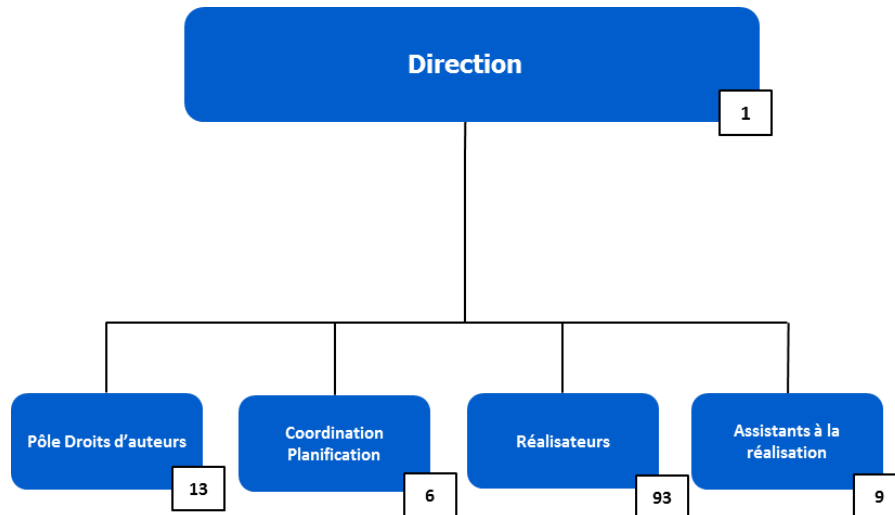 Direction
1
Pôle Droits d'auteurs
13
Coordination
Planification
6
Réalisateurs
93
Assistants à la
réalisation
9